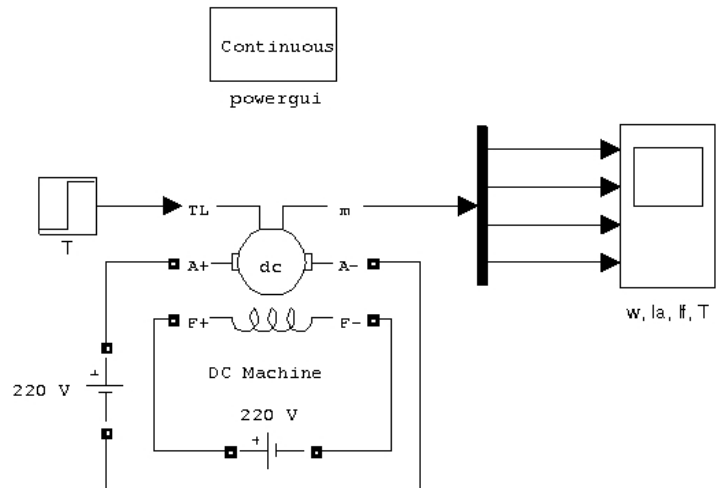 Continuous
powergui
TL
m
T
A+
dc
A-
F+
F-
w, Ia, If, T
DC Machine
+
220 V
220 V
+